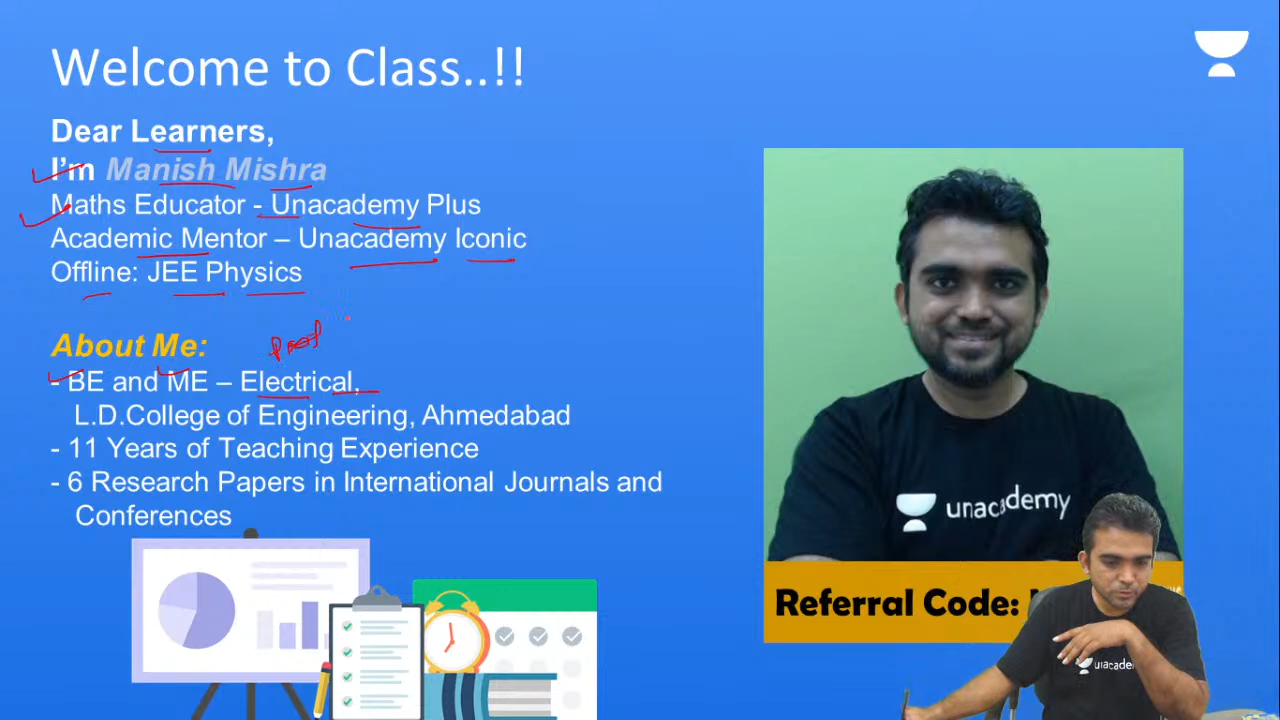 Welcome to Class..!!
Dear Learners,
I'm Manish Mishra
Maths Educator - Unacademy Plus
Academic Mentor – Unacademy Iconic
Offline: JEE Physics
About Me:
- BE and ME – Electrical,
L.D.College of Engineering, Ahmedabad
- 11 Years of Teaching Experience
- 6 Research Papers in International Journals and
Conferences
unacademy
Referral Code: